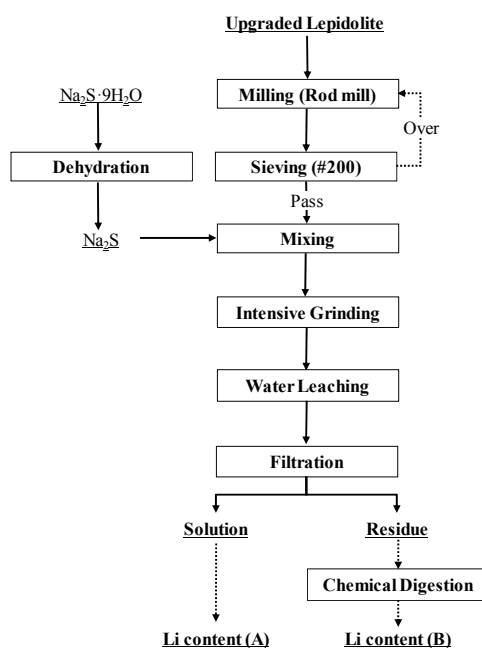 Upgraded Lepidolite
Na₂S·9H₂O
Milling (Rod mill)
Over
Dehydration
Sieving (#200)
Pass
Na₂S
Mixing
Intensive Grinding
Water Leaching
Filtration
Solution
Residue
Chemical Digestion
Li content (A)
Li content (B)